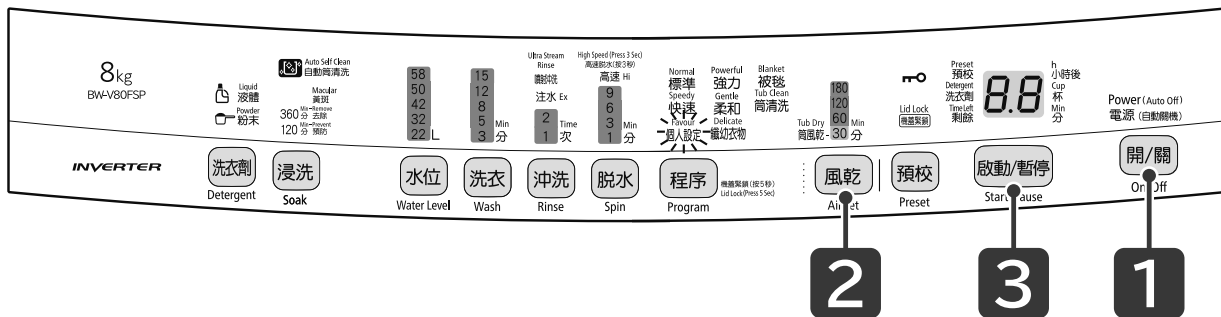 8kg
BW-V80FSP
INVERTER
Liquid
液體
Powder
粉末
Auto Self Clean
自動筒清洗
Macular
黃斑
360 Min-Remove
分-去除
120 Min-Prevent
分-預防
洗衣劑
Detergent
浸洗
Soak
58
50
42
32
22 L
水位
Water Level
15
12
8
5 Min
3 分
洗衣
Wash
Ultra Stream
Rinse
噴射沖洗
注水 Ex
2 Time
1 次
沖洗
Rinse
High Speed (Press 3 Sec)
高速脫水(按3秒)
高速 Hi
9
6
3 Min
1 分
脱水
Spin
Normal
標準
Speedy
快速
Favour
個人設定
Powerful
強力
Gentle
柔和
Delicate
纖幼衣物
Blanket
被毯
Tub Clean
筒清洗
程序
Program
機蓋緊鎖(按5秒)
Lid Lock (Press 5 Sec)
180
120
60 Min
Tub Dry
筒風乾-30 分
風乾
預校
Preset
Lid Lock
機蓋緊鎖
Preset
預校
Detergent
洗衣劑
Time Left
剩餘
8.8
h
小時後
Cup
杯
Min
分
啟動/暫停
Power (Auto Off)
電源 (自動關機)
開/關
2
3
1